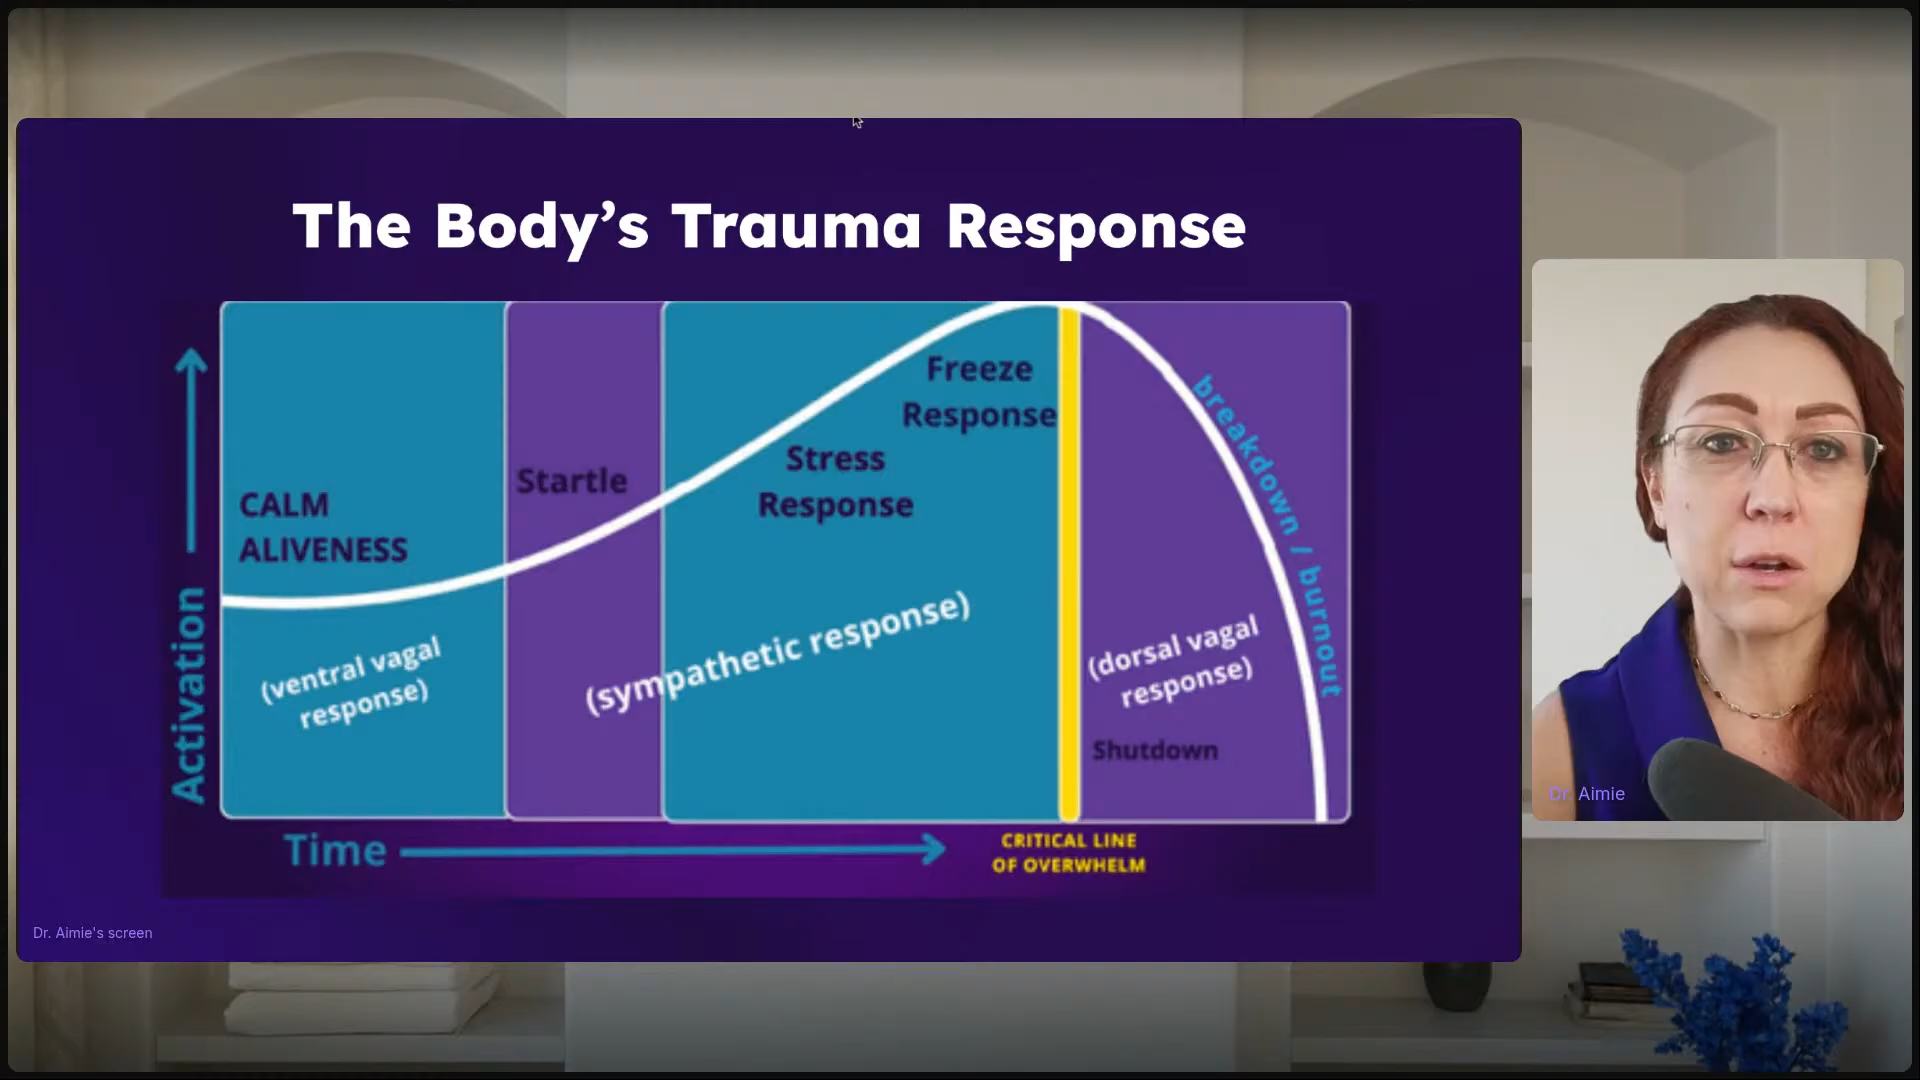 The Body's Trauma Response
Activation
CALM
ALIVENESS
(ventral vagal
response)
Startle
Stress
Response
Freeze
Response
(sympathetic response)
breakdown / burnout
(dorsal vagal
response)
Shutdown
Time
CRITICAL LINE
OF OVERWHELM
Dr. Aimie's screen
Dr. Aimie